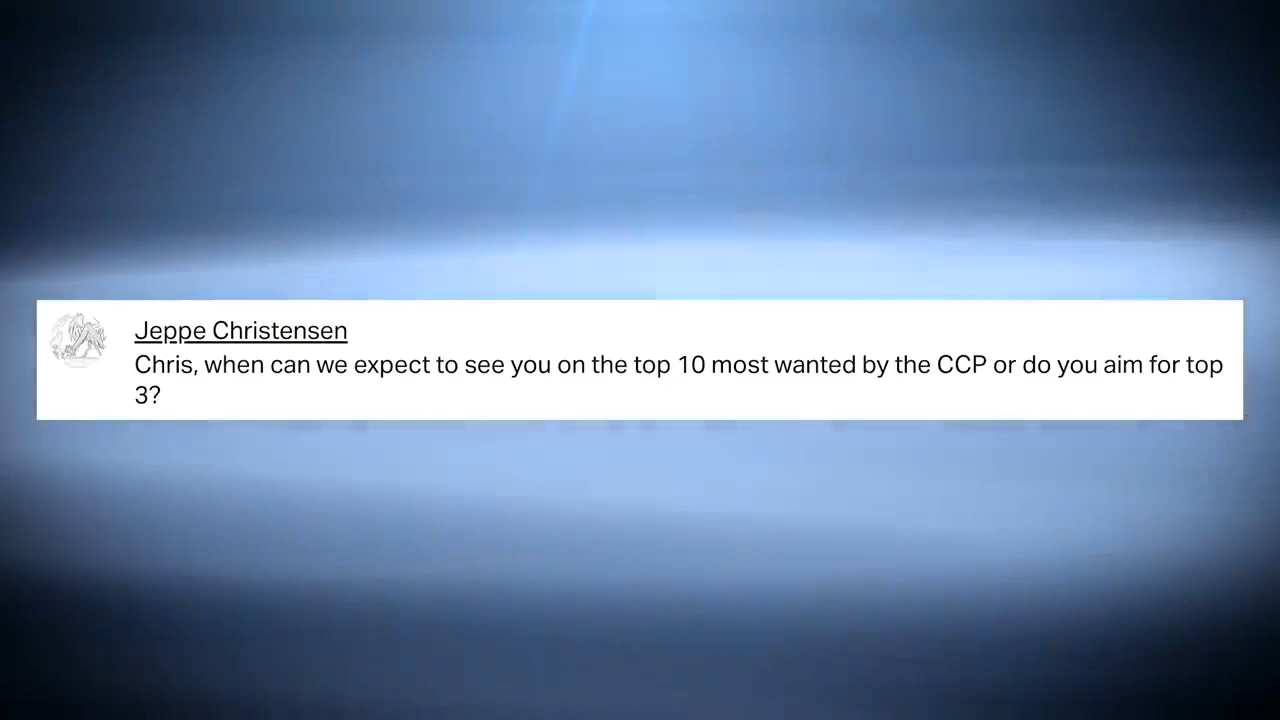 Jeppe Christensen
Chris, when can we expect to see you on the top 10 most wanted by the CCP or do you aim for top
3?